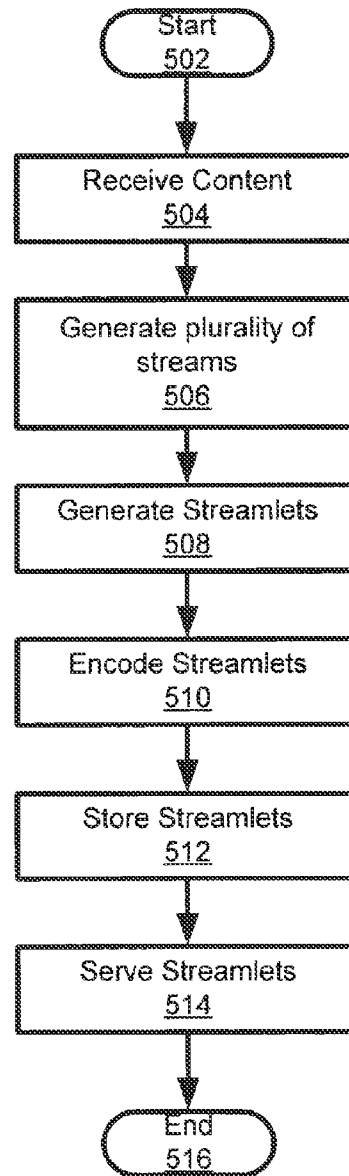 Start
502
Receive Content
504
Generate plurality of
streams
506
Generate Streamlets
508
Encode Streamlets
510
Store Streamlets
512
Serve Streamlets
514
End
516